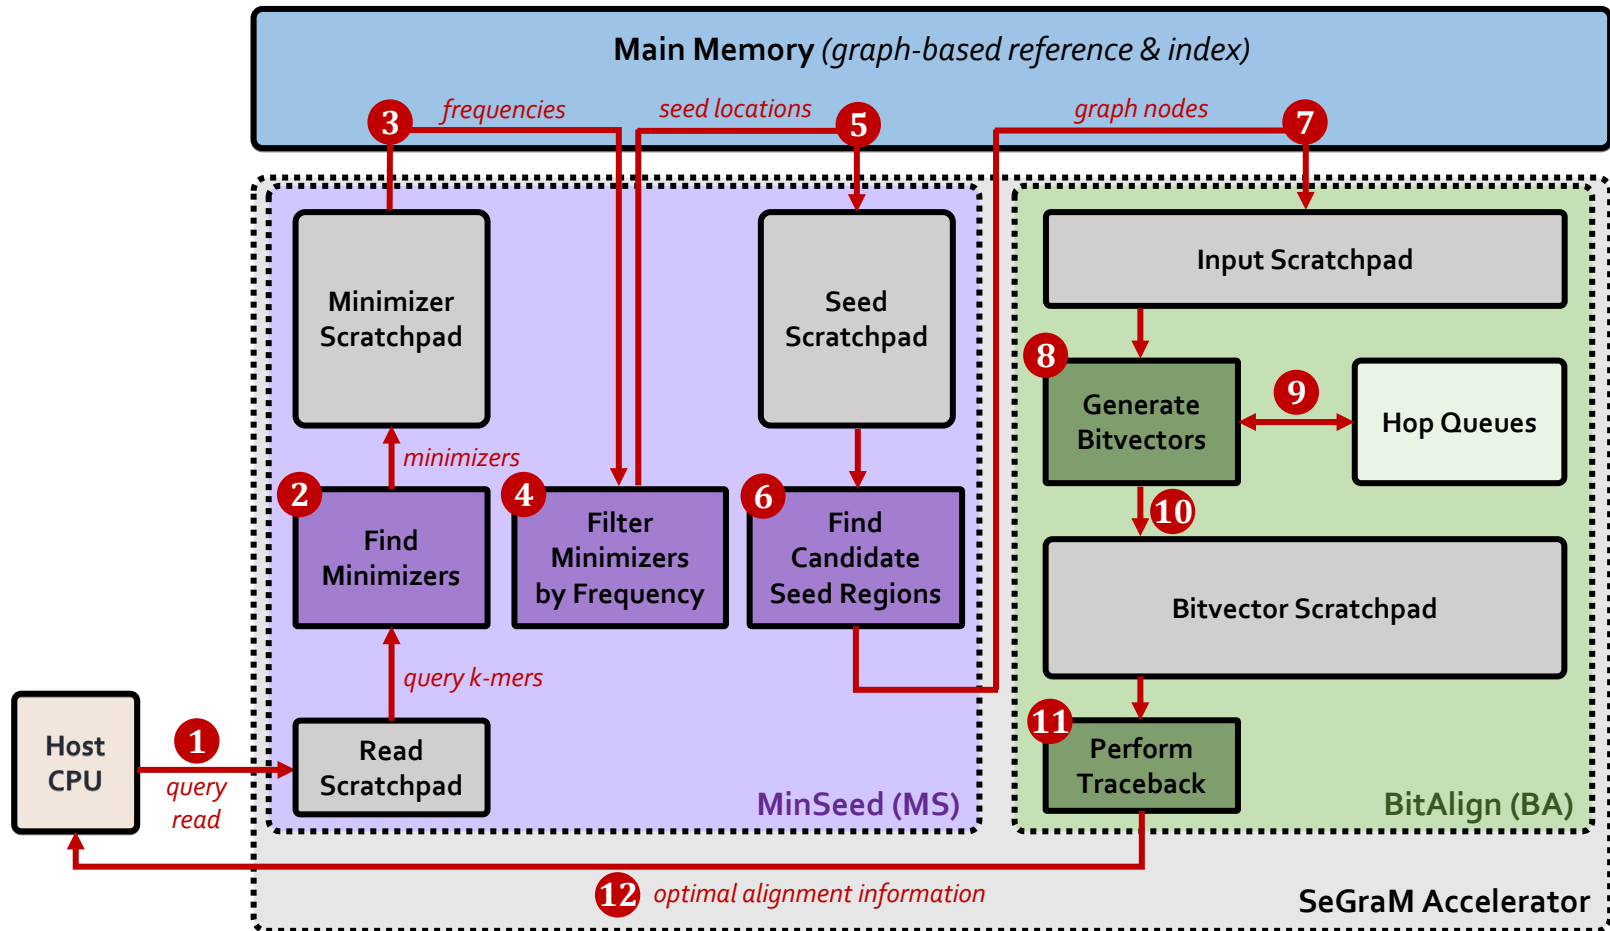 Main Memory (graph-based reference & index)
3
frequencies
seed locations
5
graph nodes
7
Minimizer
Scratchpad
Seed
Scratchpad
Input Scratchpad
8
Generate
Bitvectors
9
Hop Queues
minimizers
2
Find
Minimizers
4
Filter
Minimizers
by Frequency
6
Find
Candidate
Seed Regions
10
Bitvector Scratchpad
query k-mers
Host
CPU
1
query
read
Read
Scratchpad
MinSeed (MS)
11
Perform
Traceback
BitAlign (BA)
12
optimal alignment information
SeGraM Accelerator